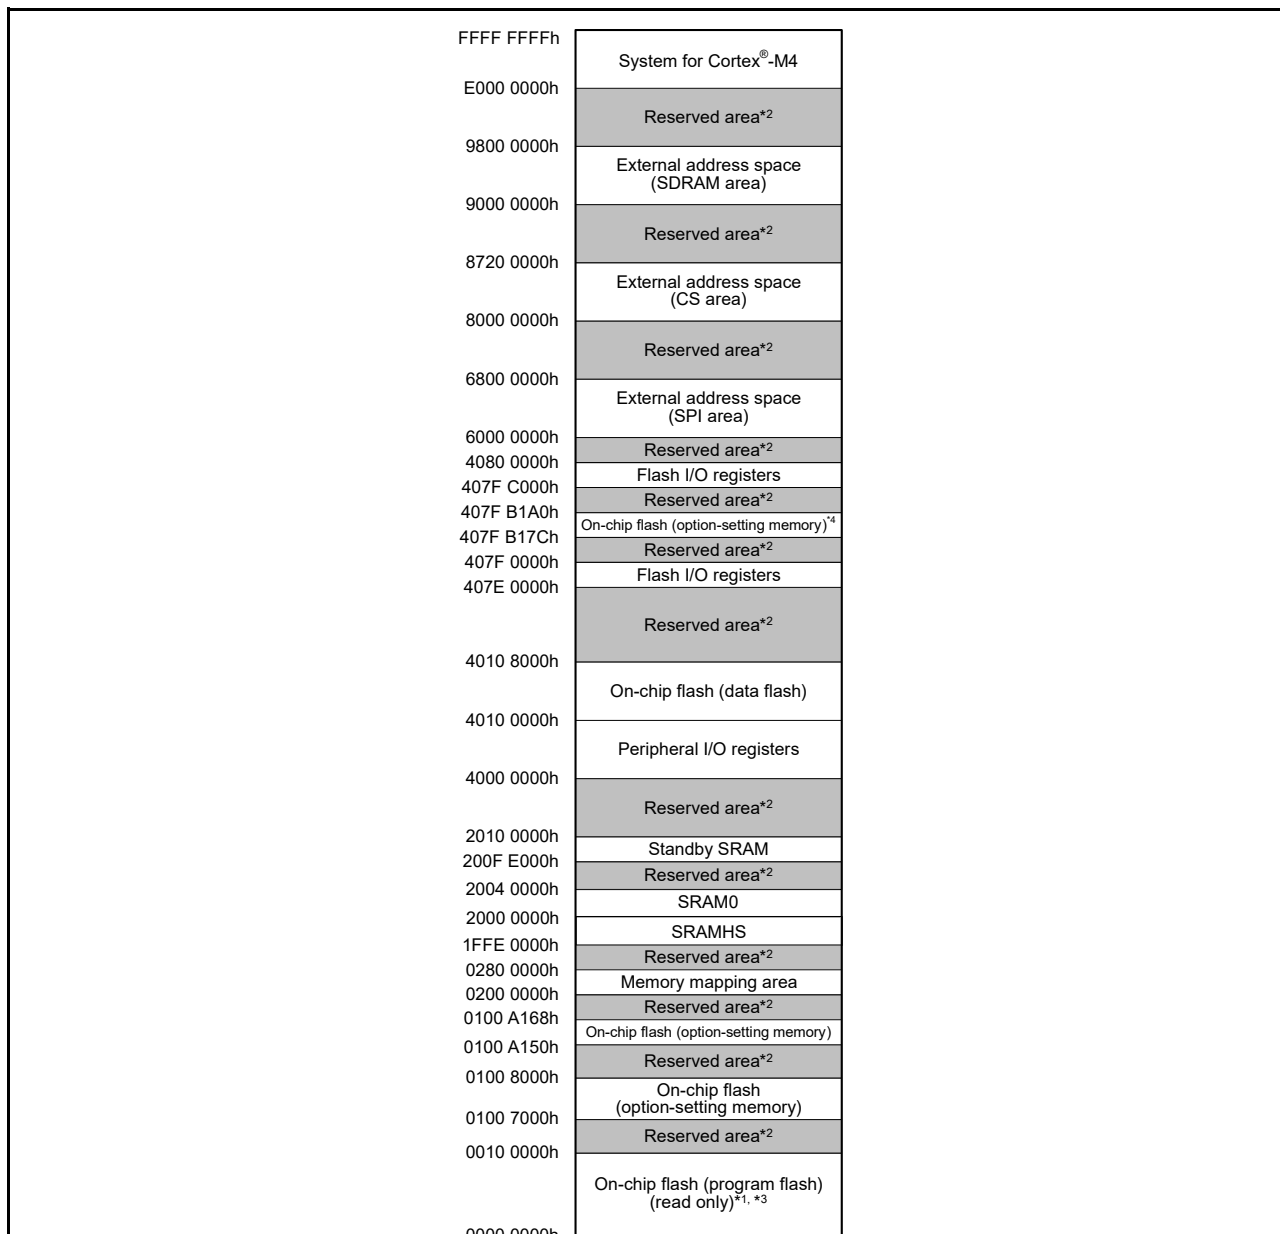 FFFF FFFFh
System for Cortex®-M4
E000 0000h
Reserved area*2
9800 0000h
External address space
(SDRAM area)
9000 0000h
Reserved area*2
8720 0000h
External address space
(CS area)
8000 0000h
Reserved area*2
6800 0000h
External address space
(SPI area)
6000 0000h
Reserved area*2
4080 0000h
Flash I/O registers
407F C000h
Reserved area*2
407F B1A0h
On-chip flash (option-setting memory)*4
407F B17Ch
Reserved area*2
407F 0000h
Flash I/O registers
407E 0000h
Reserved area*2
4010 8000h
On-chip flash (data flash)
4010 0000h
Peripheral I/O registers
4000 0000h
Reserved area*2
2010 0000h
Standby SRAM
200F E000h
Reserved area*2
2004 0000h
SRAM0
2000 0000h
SRAMHS
1FFE 0000h
Reserved area*2
0280 0000h
Memory mapping area
0200 0000h
Reserved area*2
0100 A168h
On-chip flash (option-setting memory)
0100 A150h
Reserved area*2
0100 8000h
On-chip flash
(option-setting memory)
0100 7000h
Reserved area*2
0010 0000h
On-chip flash (program flash)
(read only)*1, *3
0000 0000h